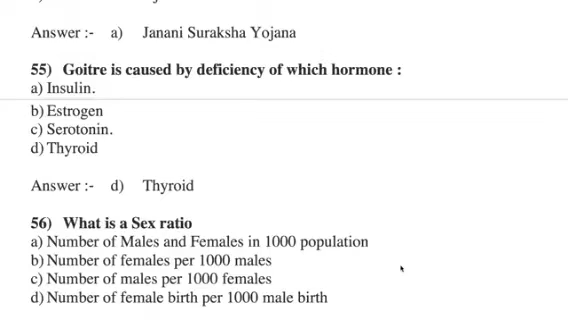 Answer :- a) Janani Suraksha Yojana
55) Goitre is caused by deficiency of which hormone :
a) Insulin.
b) Estrogen
c) Serotonin.
d) Thyroid
Answer :- d) Thyroid
56) What is a Sex ratio
a) Number of Males and Females in 1000 population
b) Number of females per 1000 males
c) Number of males per 1000 females
d) Number of female birth per 1000 male birth